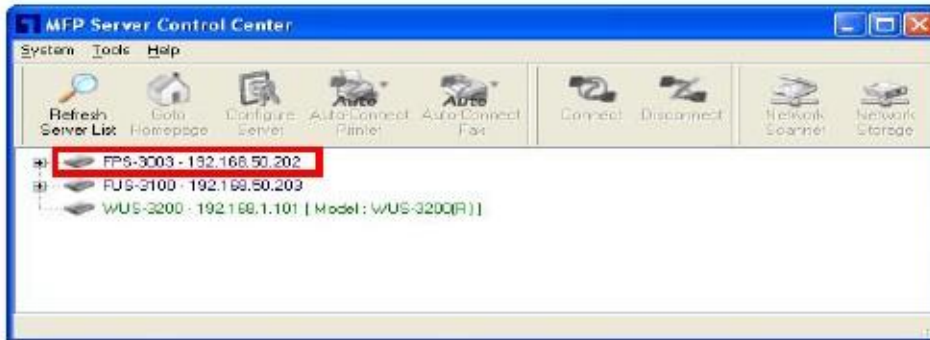 MFP Server Control Center
System Tools Help
Refresh Server List
Goto Homepage
Configure Server
Auto Auto-Connect Printer
Auto Auto-Connect Fax
Connect
Disconnect
Network Scanner
Network Storage
FPS-3003 - 192.168.50.202
FUS-3100 - 192.168.50.203
WUS-3200 - 192.168.1.101 [ Model : WUS-3200(R) ]